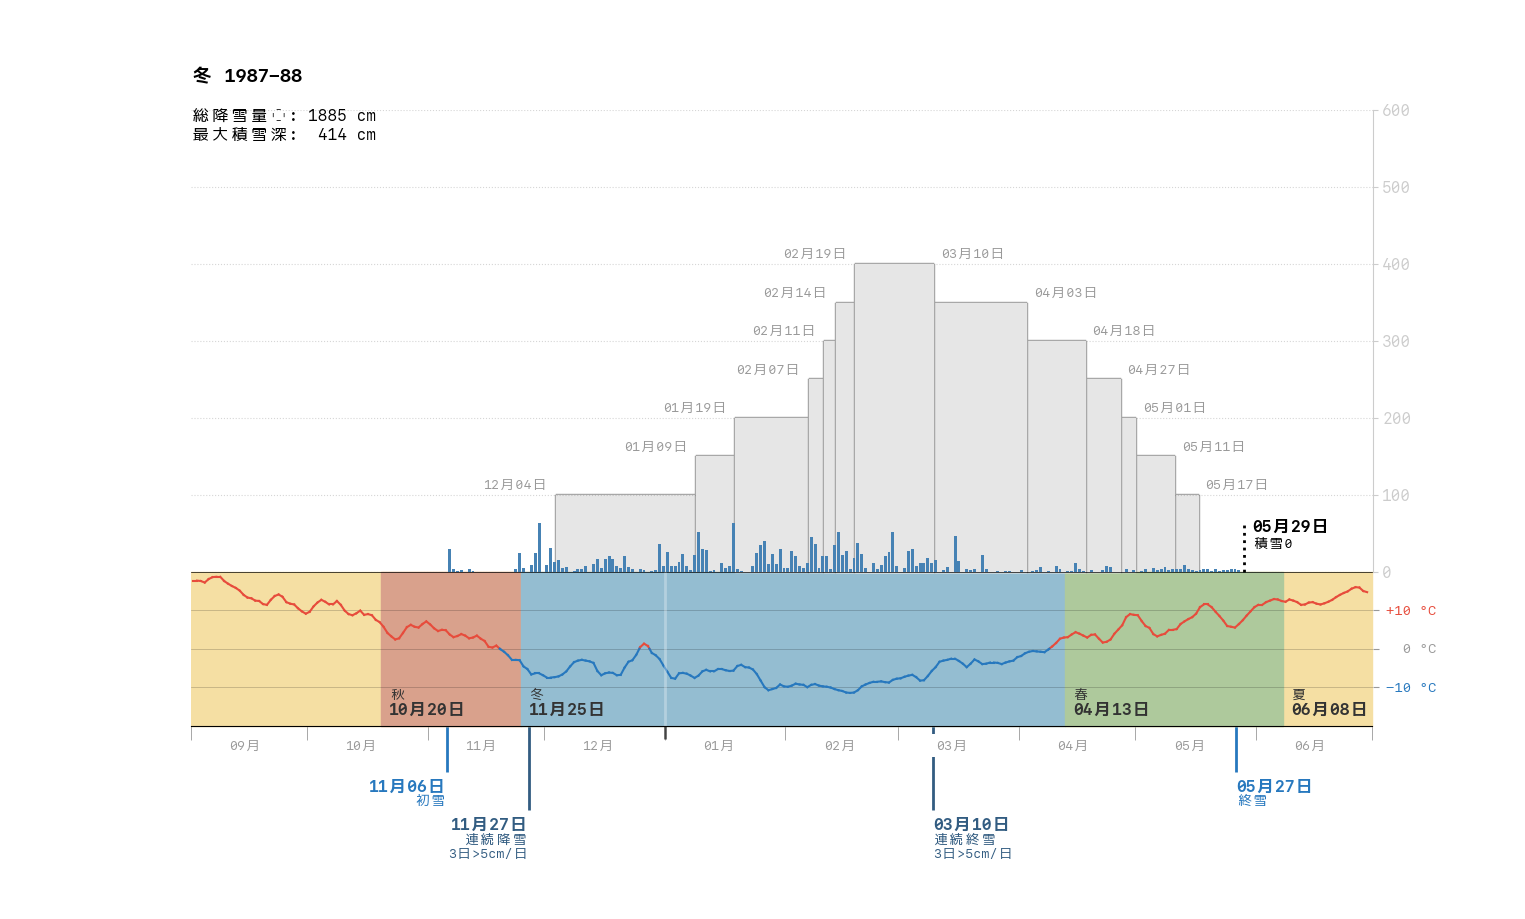 冬 1987–88
総降雪量: 1885 cm
最大積雪深: 414 cm
600
500
400
300
200
100
0
02月19日
03月10日
02月14日
04月03日
02月11日
04月18日
02月07日
04月27日
01月19日
05月01日
01月09日
05月11日
12月04日
05月17日
05月29日
積雪0
+10 °C
0 °C
−10 °C
秋
10月20日
冬
11月25日
春
04月13日
夏
06月08日
09月
10月
11月
12月
01月
02月
03月
04月
05月
06月
11月06日
初雪
11月27日
連続降雪
3日>5cm/日
03月10日
連続終雪
3日>5cm/日
05月27日
終雪